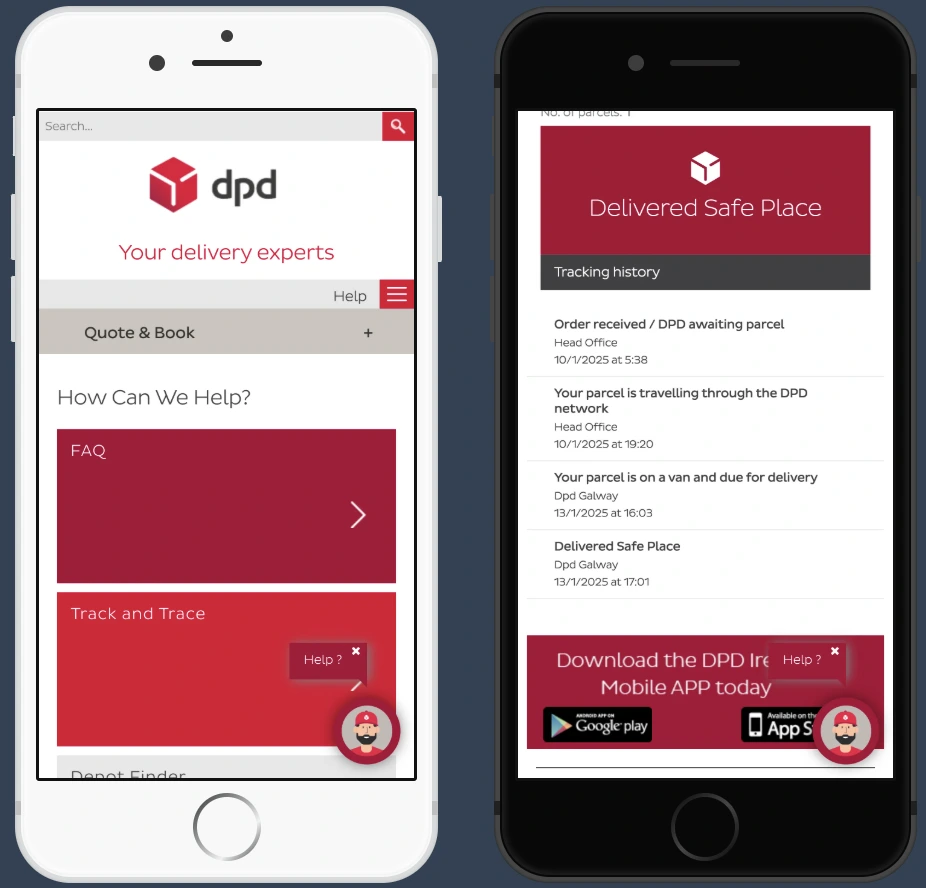 Search...
dpd
Your delivery experts
Help
Quote & Book +
How Can We Help?
FAQ
Track and Trace
Help ?
Depot Finder
No. of parcels: 1
Delivered Safe Place
Tracking history
Order received / DPD awaiting parcel
Head Office
10/1/2025 at 5:38
Your parcel is travelling through the DPD
network
Head Office
10/1/2025 at 19:20
Your parcel is on a van and due for delivery
Dpd Galway
13/1/2025 at 16:03
Delivered Safe Place
Dpd Galway
13/1/2025 at 17:01
Download the DPD Ire
Help ?
Mobile APP today
ANDROID APP ON
Google play
Available on the
App S